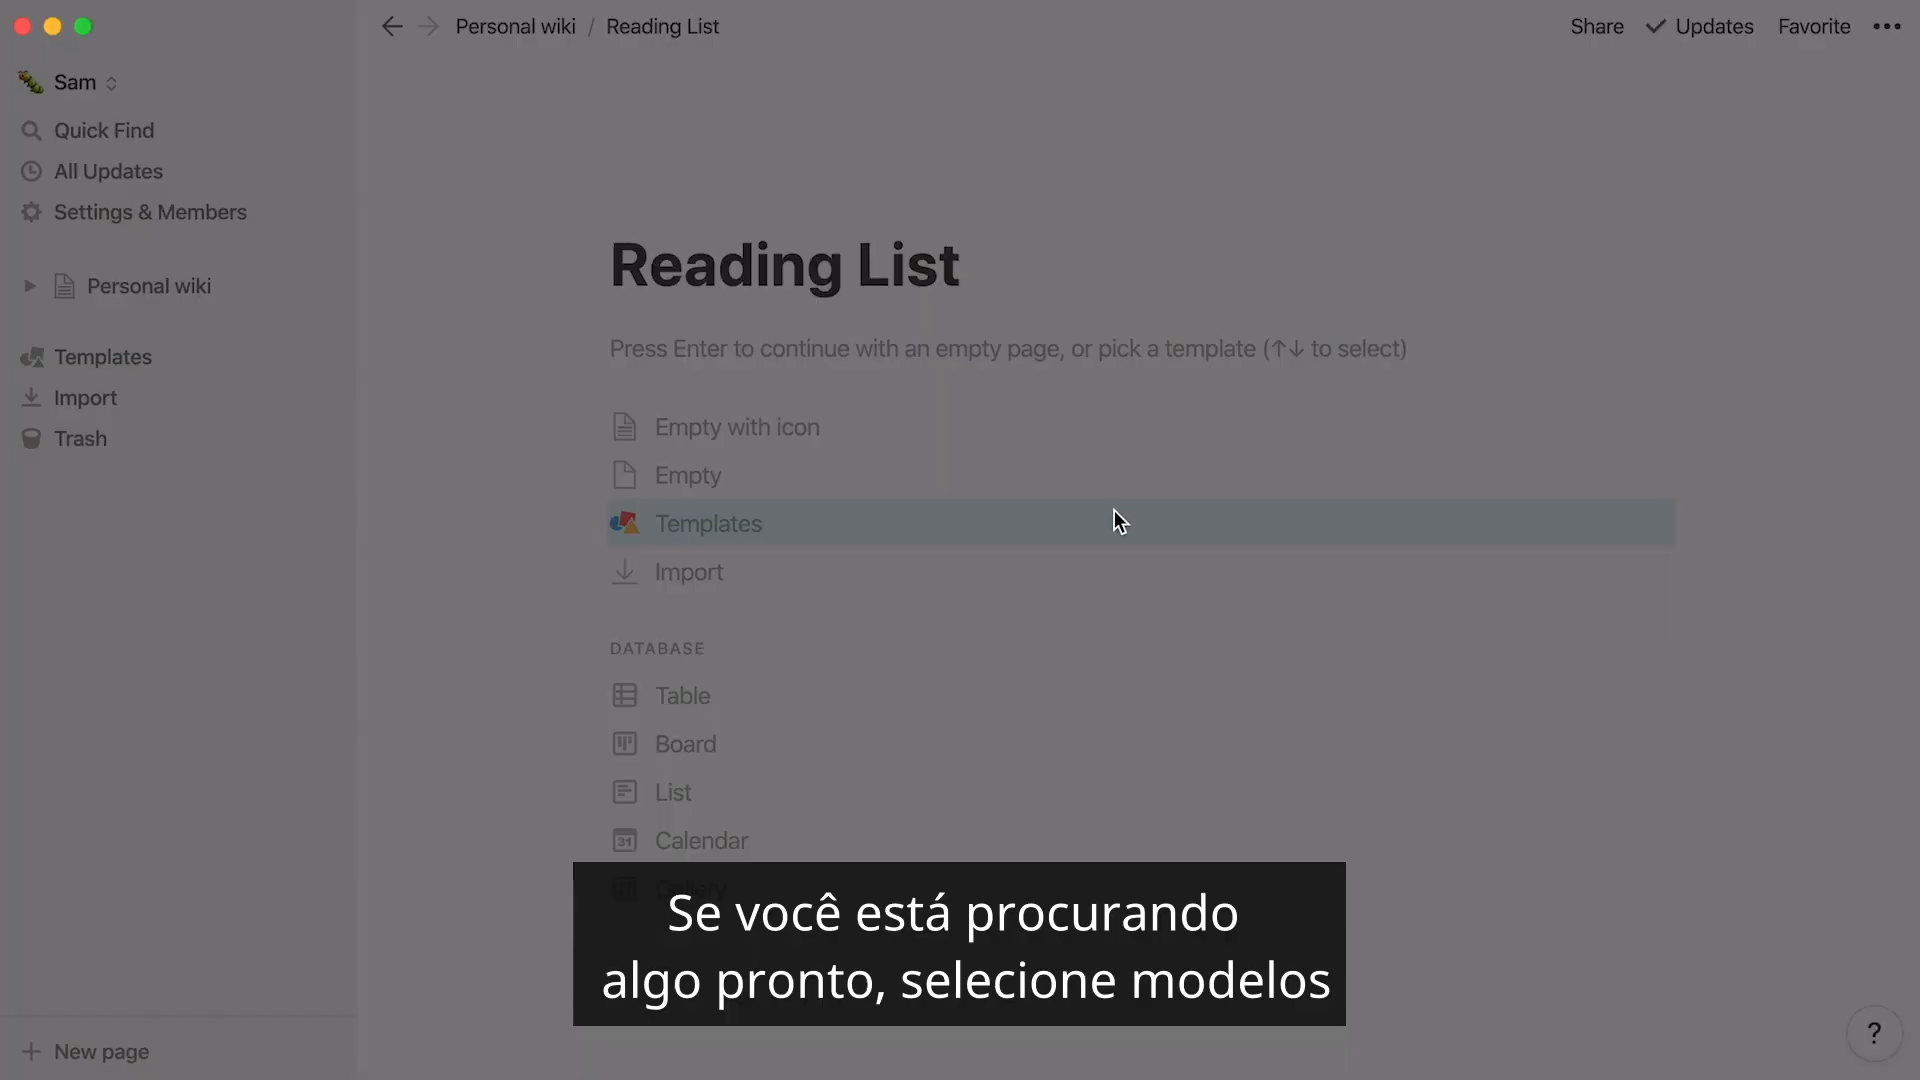 Personal wiki / Reading List
Share
Updates
Favorite
Sam
Quick Find
All Updates
Settings & Members
Personal wiki
Templates
Import
Trash
New page
Reading List
Press Enter to continue with an empty page, or pick a template (↑↓ to select)
Empty with icon
Empty
Templates
Import
DATABASE
Table
Board
List
31
Calendar
Gallery
Se você está procurando
algo pronto, selecione modelos
?